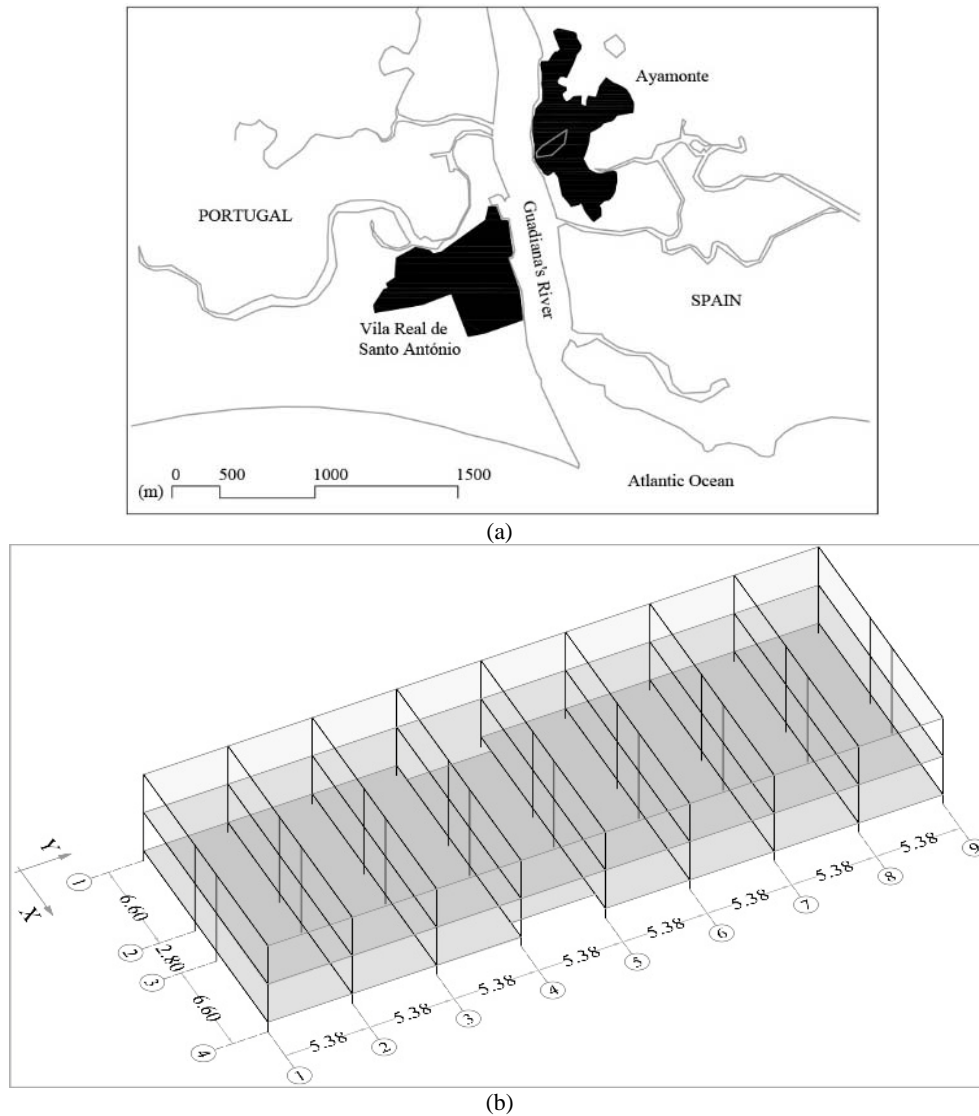 Ayamonte
PORTUGAL
Guadiana's River
SPAIN
Vila Real de
Santo António
0 500 1000 1500
(m)
Atlantic Ocean
(a)
Y
X
1
6.60
2
2.80
3
6.60
4
1
5.38
2
5.38
3
5.38
4
5.38
5
5.38
6
5.38
7
5.38
8
5.38
9
(b)